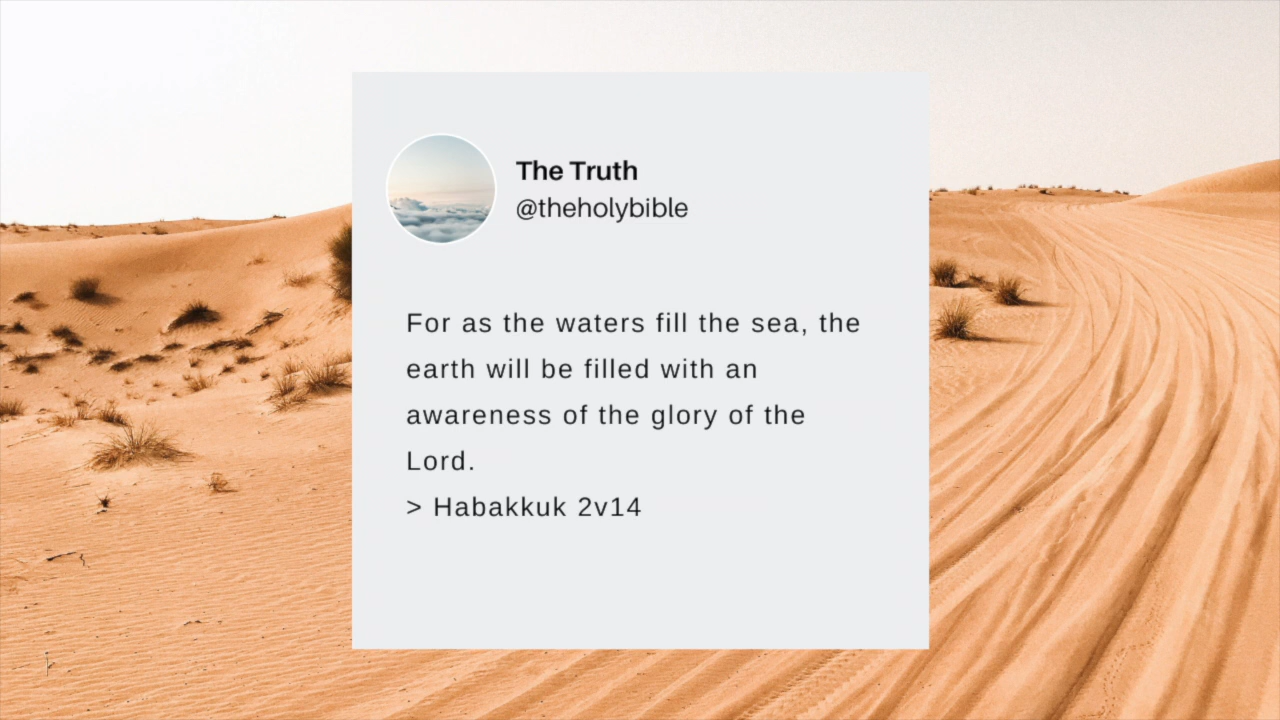 The Truth
@theholybible
For as the waters fill the sea, the
earth will be filled with an
awareness of the glory of the
Lord.
> Habakkuk 2v14